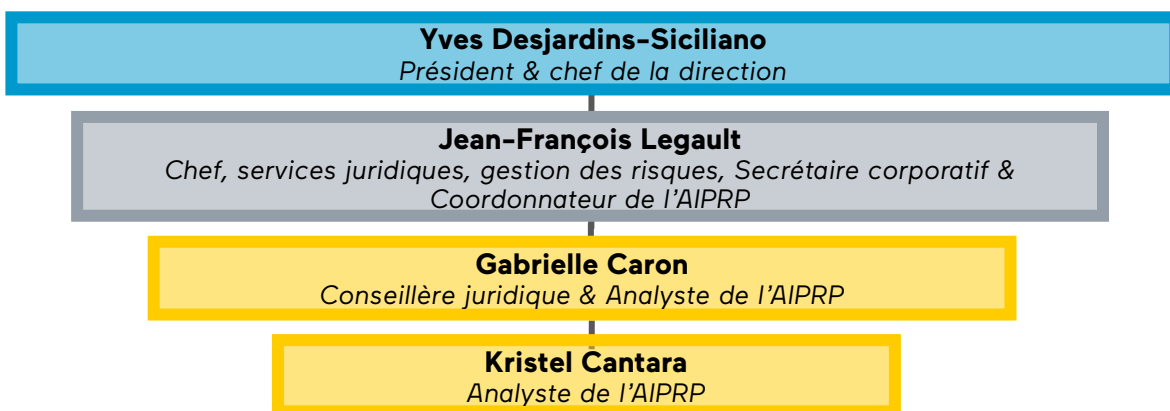 Yves Desjardins-Siciliano
Président & chef de la direction
Jean-François Legault
Chef, services juridiques, gestion des risques, Secrétaire corporatif &
Coordonnateur de l'AIPRP
Gabrielle Caron
Conseillère juridique & Analyste de l'AIPRP
Kristel Cantara
Analyste de l'AIPRP